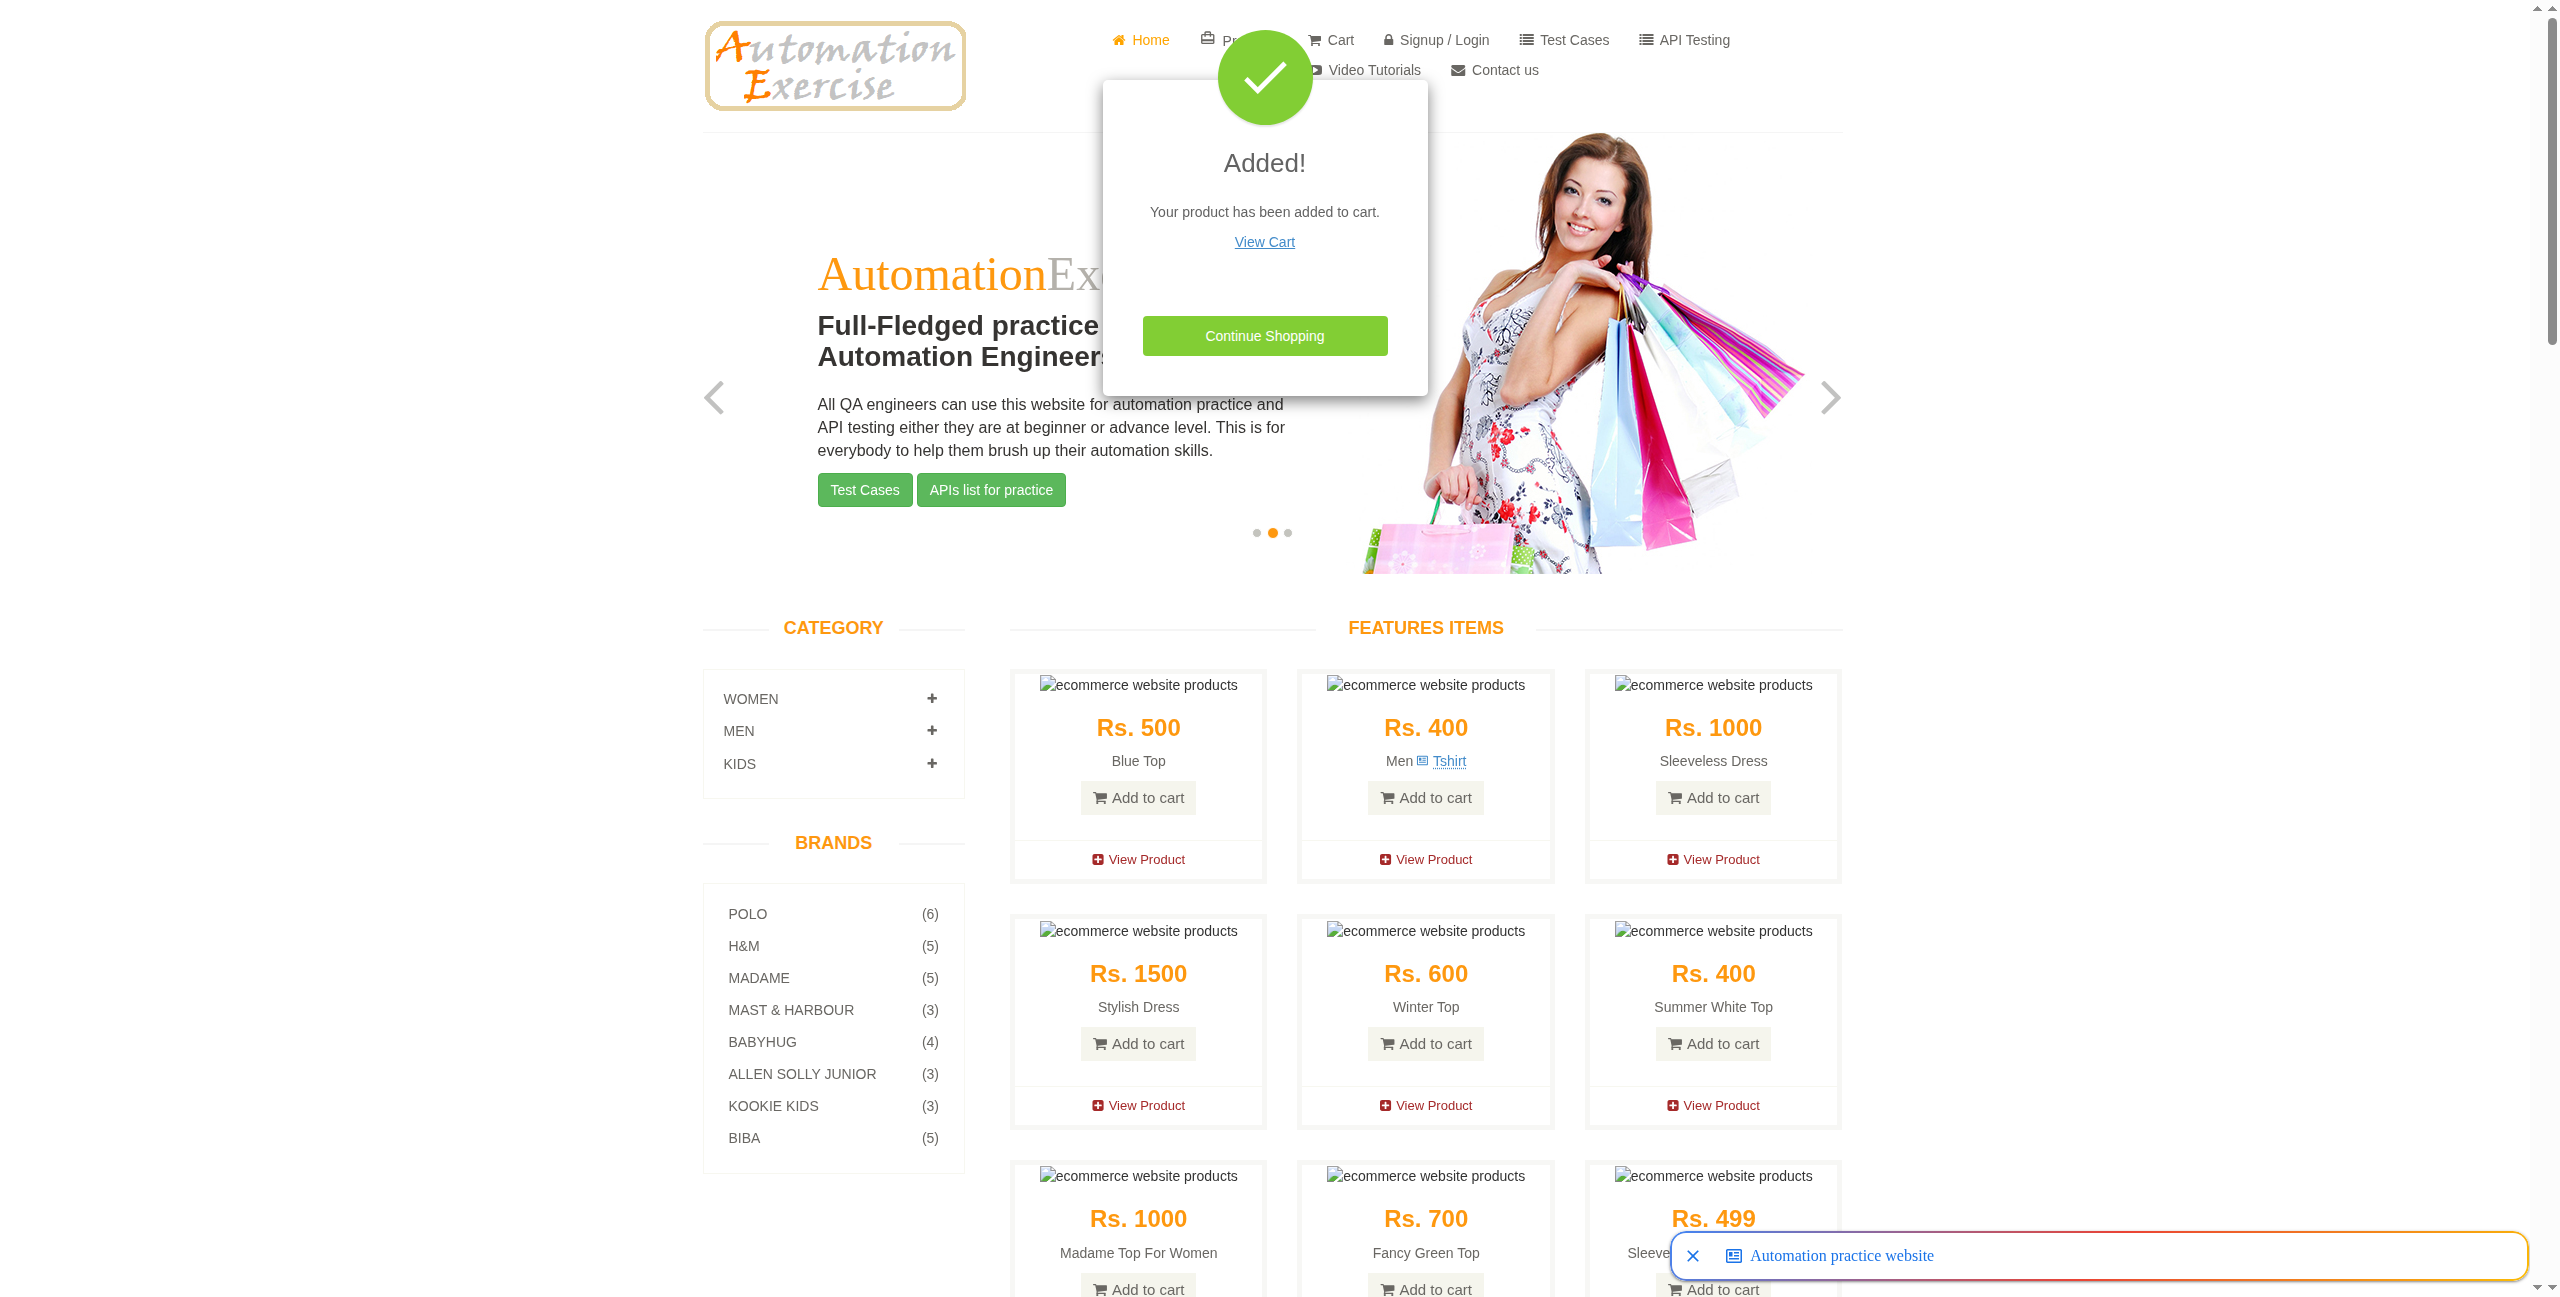 Automation
Exercise
Home
Cart
Signup / Login
Test Cases
API Testing
Video Tutorials
Contact us
Added!
Your product has been added to cart.
View Cart
Continue Shopping
AutomationEx
Full-Fledged practice
Automation Engineers
All QA engineers can use this website for automation practice and
API testing either they are at beginner or advance level. This is for
everybody to help them brush up their automation skills.
Test Cases
APIs list for practice
CATEGORY
WOMEN
MEN
KIDS
BRANDS
POLO (6)
H&M (5)
MADAME (5)
MAST & HARBOUR (3)
BABYHUG (4)
ALLEN SOLLY JUNIOR (3)
KOOKIE KIDS (3)
BIBA (5)
FEATURES ITEMS
ecommerce website products
Rs. 500
Blue Top
Add to cart
View Product
ecommerce website products
Rs. 400
Men Tshirt
Add to cart
View Product
ecommerce website products
Rs. 1000
Sleeveless Dress
Add to cart
View Product
ecommerce website products
Rs. 1500
Stylish Dress
Add to cart
View Product
ecommerce website products
Rs. 600
Winter Top
Add to cart
View Product
ecommerce website products
Rs. 400
Summer White Top
Add to cart
View Product
ecommerce website products
Rs. 1000
Madame Top For Women
Add to cart
ecommerce website products
Rs. 700
Fancy Green Top
Add to cart
ecommerce website products
Rs. 499
Add to cart
Automation practice website